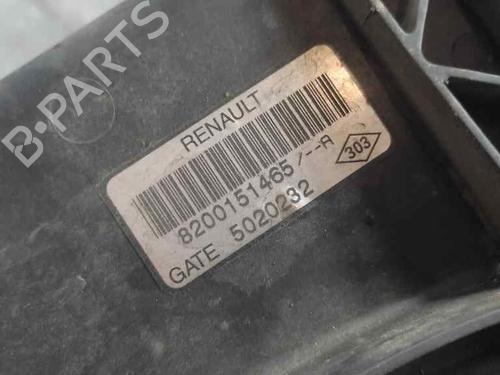 B-PARTS
RENAULT
8200151465/--A
303
GATE 5020232